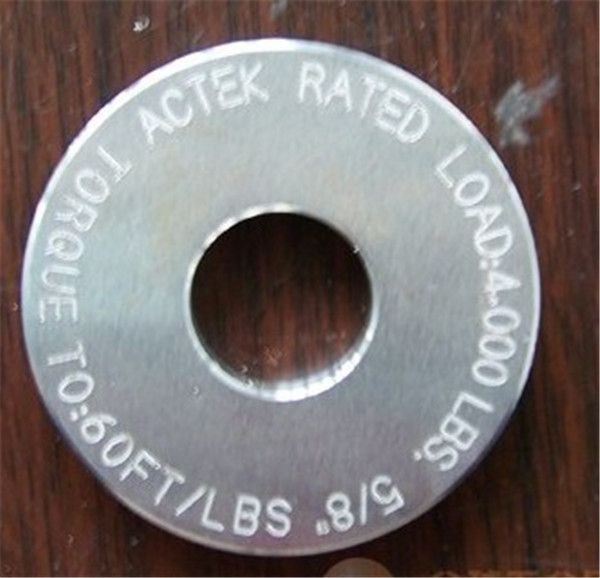 ACTEK RATED LOAD:4.000 LBS. 5/8" TORQUE TO:60FT/LBS